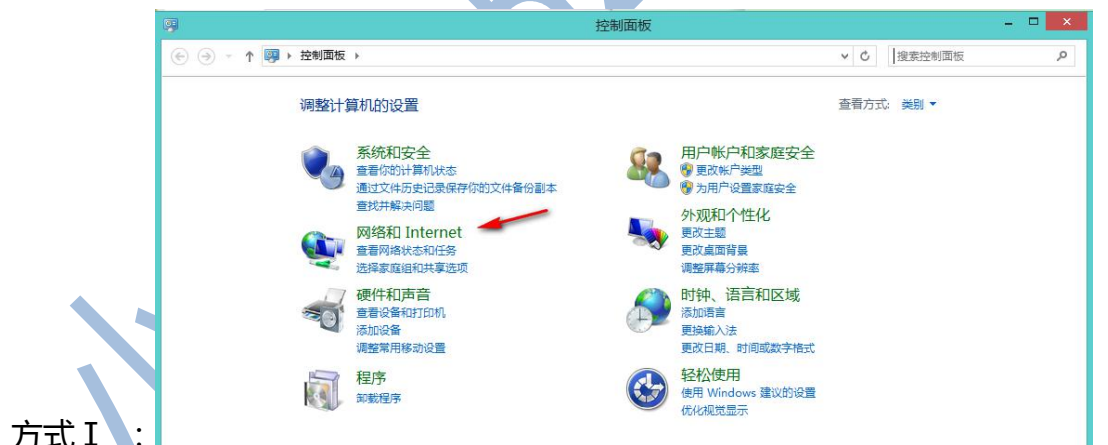 控制面板
控制面板
搜索控制面板
调整计算机的设置
查看方式: 类别
系统和安全
查看你的计算机状态
通过文件历史记录保存你的文件备份副本
查找并解决问题
网络和 Internet
查看网络状态和任务
选择家庭组和共享选项
硬件和声音
查看设备和打印机
添加设备
调整常用移动设置
程序
卸载程序
用户帐户和家庭安全
更改帐户类型
为用户设置家庭安全
外观和个性化
更改主题
更改桌面背景
调整屏幕分辨率
时钟、语言和区域
添加语言
更换输入法
更改日期、时间或数字格式
轻松使用
使用 Windows 建议的设置
优化视觉显示
方式Ⅰ :